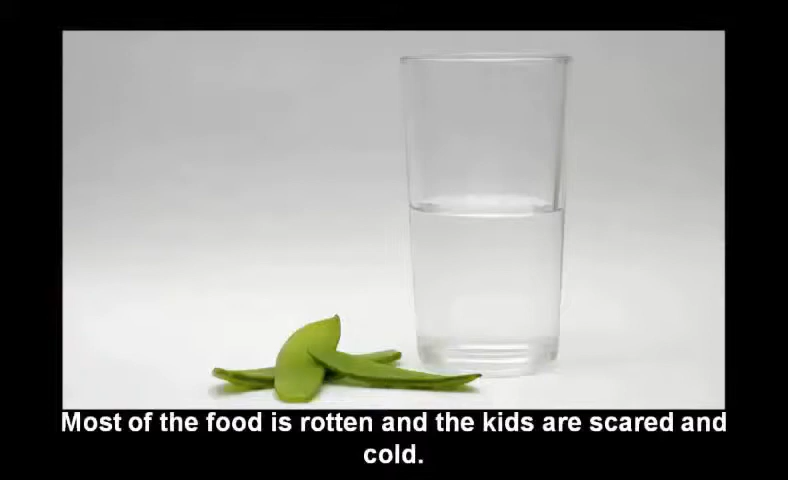 Most of the food is rotten and the kids are scared and
cold.